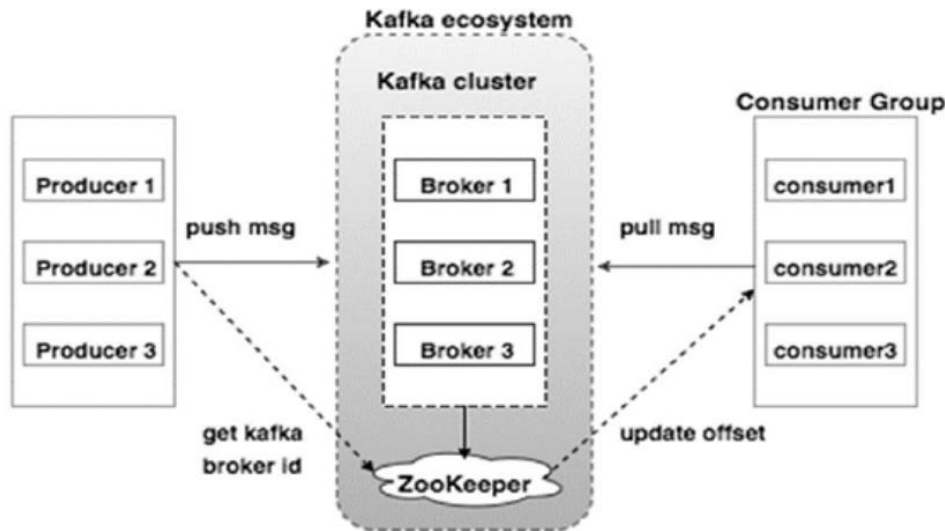 Kafka ecosystem
Kafka cluster
Consumer Group
Producer 1
Producer 2
Producer 3
push msg
Broker 1
Broker 2
Broker 3
pull msg
consumer1
consumer2
consumer3
get kafka
broker id
ZooKeeper
update offset